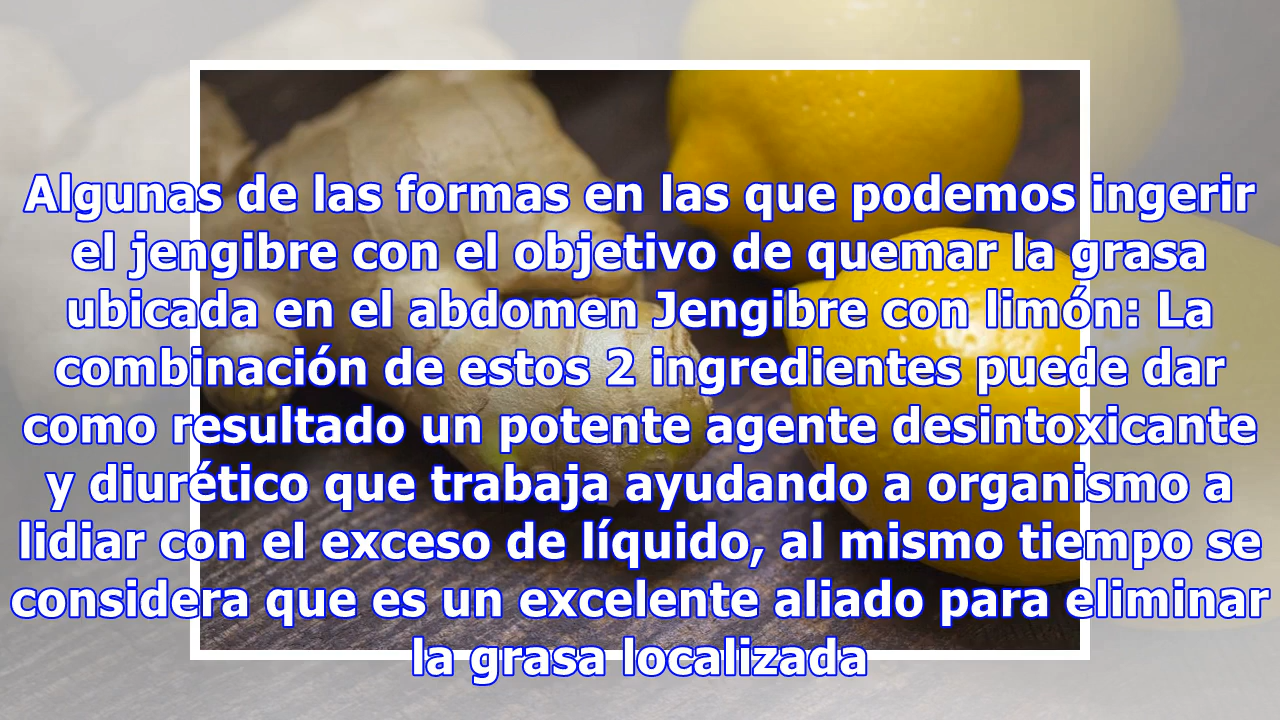 Algunas de las formas en las que podemos ingerir
el jengibre con el objetivo de quemar la grasa
ubicada en el abdomen Jengibre con limón: La
combinación de estos 2 ingredientes puede dar
como resultado un potente agente desintoxicante
y diurético que trabaja ayudando a organismo a
lidiar con el exceso de líquido, al mismo tiempo se
considera que es un excelente aliado para eliminar
la grasa localizada